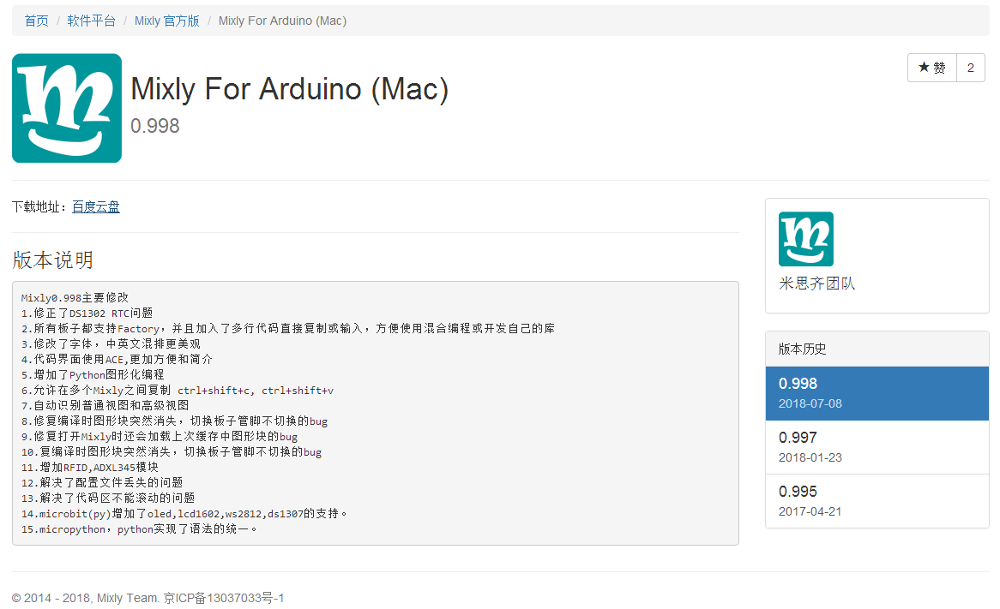 首页 / 软件平台 / Mixly 官方版 / Mixly For Arduino (Mac)
Mixly For Arduino (Mac)
0.998
★ 赞 2
下载地址：百度云盘
版本说明
Mixly0.998主要修改
1.修正了DS1302 RTC问题
2.所有板子都支持Factory，并且加入了多行代码直接复制或输入，方便使用混合编程或开发自己的库
3.修改了字体，中英文混排更美观
4.代码界面使用ACE,更加方便和简介
5.增加了Python图形化编程
6.允许在多个Mixly之间复制 ctrl+shift+c, ctrl+shift+v
7.自动识别普通视图和高级视图
8.修复编译时图形块突然消失，切换板子管脚不切换的bug
9.修复打开Mixly时还会加载上次缓存中图形块的bug
10.复编译时图形块突然消失，切换板子管脚不切换的bug
11.增加RFID,ADXL345模块
12.解决了配置文件丢失的问题
13.解决了代码区不能滚动的问题
14.microbit(py)增加了oled,lcd1602,ws2812,ds1307的支持。
15.micropython，python实现了语法的统一。
米思齐团队
版本历史
0.998
2018-07-08
0.997
2018-01-23
0.995
2017-04-21
© 2014 - 2018, Mixly Team. 京ICP备13037033号-1